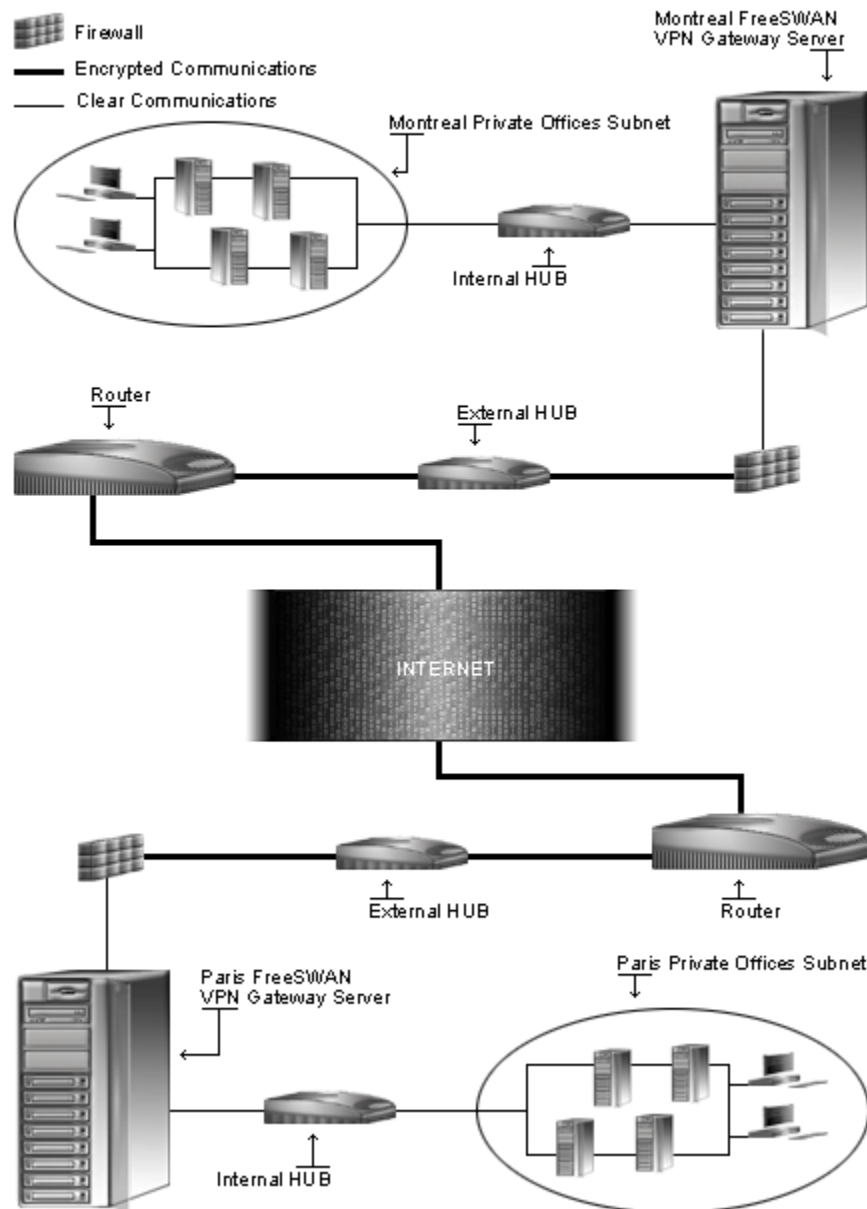 Firewall
Encrypted Communications
Clear Communications
Montreal FreeSWAN
VPN Gateway Server
Montreal Private Offices Subnet
Internal HUB
Router
External HUB
INTERNET
External HUB
Router
Paris FreeSWAN
VPN Gateway Server
Paris Private Offices Subnet
Internal HUB